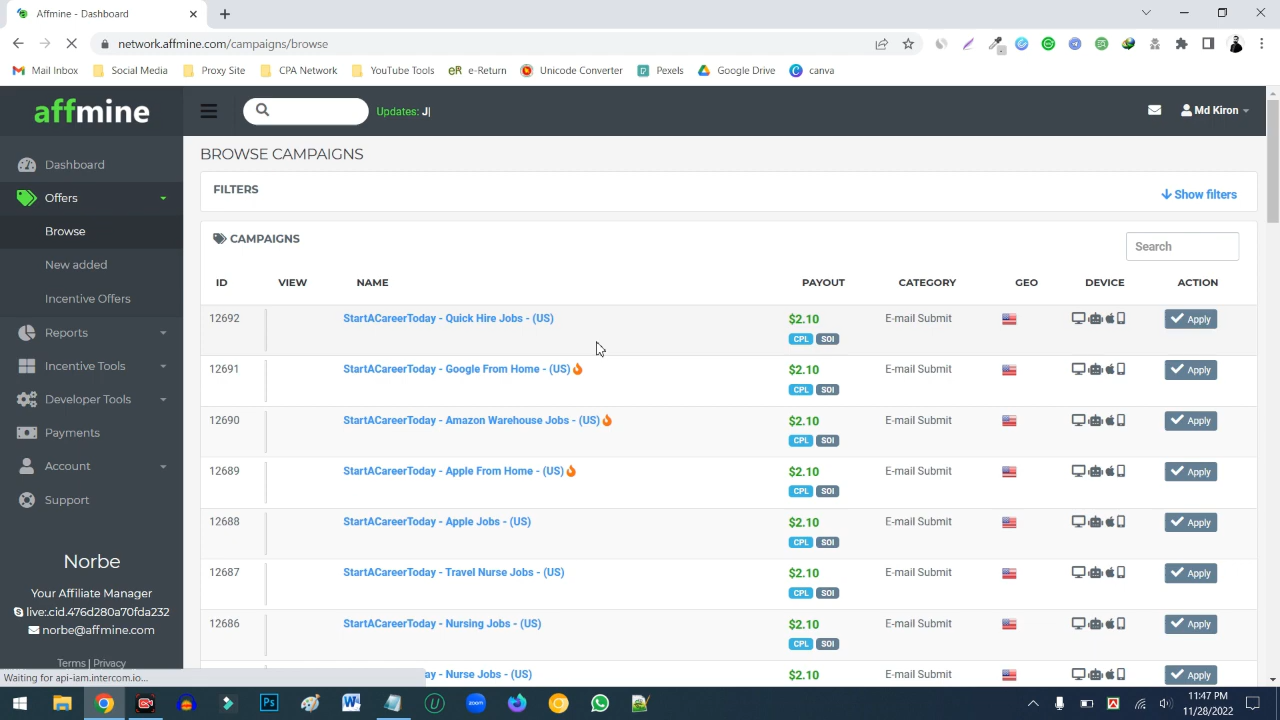 Affmine - Dashboard
network.affmine.com/campaigns/browse
Mail Inbox
Social Media
Proxy Site
CPA Network
YouTube Tools
eR e-Return
Unicode Converter
Pexels
Google Drive
canva
affmine
Updates: J|
Md Kiron
Dashboard
Offers
Browse
New added
Incentive Offers
Reports
Incentive Tools
Developer Tools
Payments
Account
Support
Norbe
Your Affiliate Manager
live:cid.476d280a70fda232
norbe@affmine.com
Terms | Privacy
Waiting for api-iam.intercom.io...
BROWSE CAMPAIGNS
FILTERS
Show filters
CAMPAIGNS
Search
ID VIEW NAME PAYOUT CATEGORY GEO DEVICE ACTION
12692 StartACareerToday - Quick Hire Jobs - (US) $2.10 E-mail Submit Apply
CPL SOI
12691 StartACareerToday - Google From Home - (US) $2.10 E-mail Submit Apply
CPL SOI
12690 StartACareerToday - Amazon Warehouse Jobs - (US) $2.10 E-mail Submit Apply
CPL SOI
12689 StartACareerToday - Apple From Home - (US) $2.10 E-mail Submit Apply
CPL SOI
12688 StartACareerToday - Apple Jobs - (US) $2.10 E-mail Submit Apply
CPL SOI
12687 StartACareerToday - Travel Nurse Jobs - (US) $2.10 E-mail Submit Apply
CPL SOI
12686 StartACareerToday - Nursing Jobs - (US) $2.10 E-mail Submit Apply
CPL SOI
Nurse Jobs - (US) $2.10 E-mail Submit Apply
Ps
zoom
11:47 PM
11/28/2022